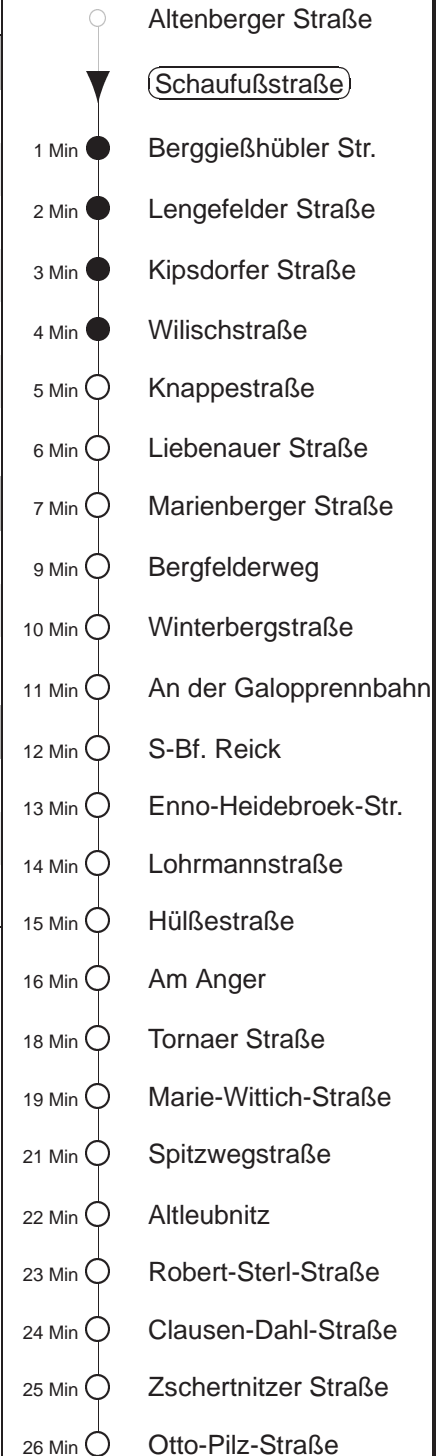 Altenberger Straße
Schaufußstraße
1 Min Berggießhübler Str.
2 Min Lengefelder Straße
3 Min Kipsdorfer Straße
4 Min Wilischstraße
5 Min Knappestraße
6 Min Liebenauer Straße
7 Min Marienberger Straße
9 Min Bergfelderweg
10 Min Winterbergstraße
11 Min An der Galopprennbahn
12 Min S-Bf. Reick
13 Min Enno-Heidebroek-Str.
14 Min Lohrmannstraße
15 Min Hülßestraße
16 Min Am Anger
18 Min Tornaer Straße
19 Min Marie-Wittich-Straße
21 Min Spitzwegstraße
22 Min Altleubnitz
23 Min Robert-Sterl-Straße
24 Min Clausen-Dahl-Straße
25 Min Zschertnitzer Straße
26 Min Otto-Pilz-Straße